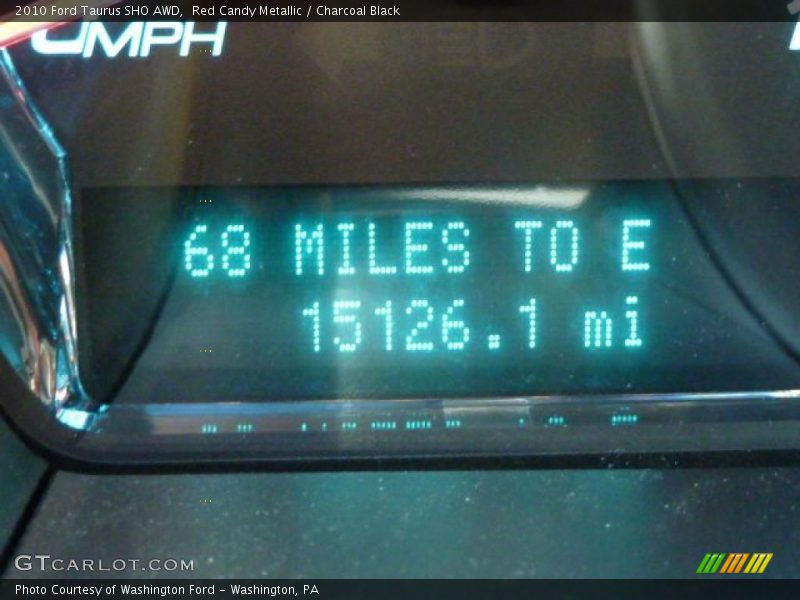 2010 Ford Taurus SHO AWD,  Red Candy Metallic / Charcoal Black
MPH
68 MILES TO E
15126.1 mi
GTCARLOT.COM
Photo Courtesy of Washington Ford - Washington, PA